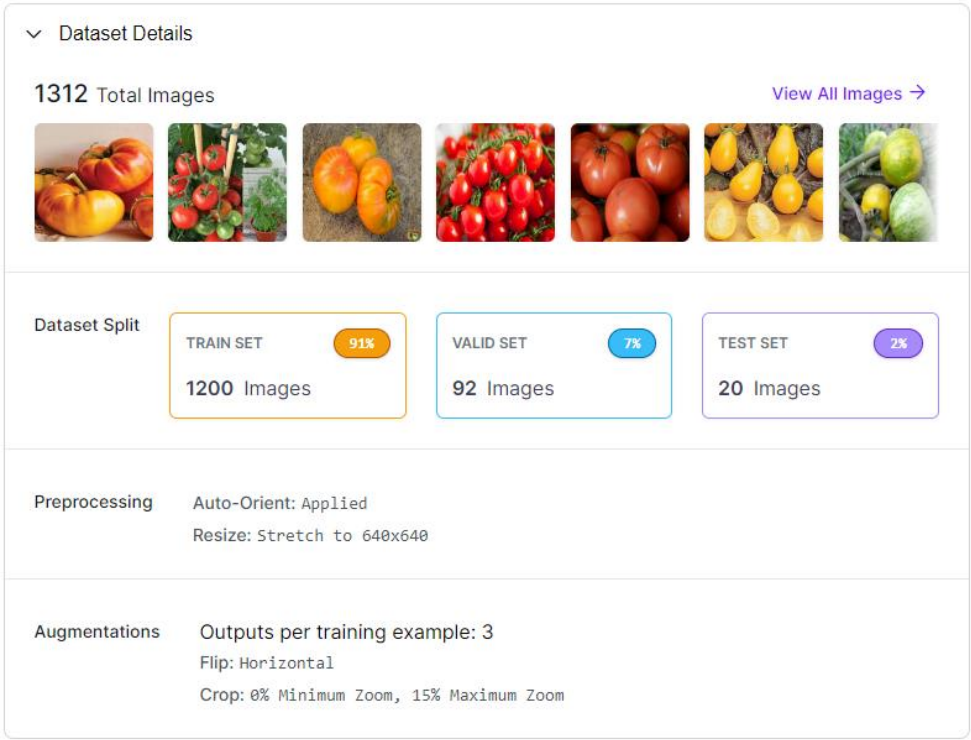 Dataset Details
1312 Total Images
View All Images →
Dataset Split
TRAIN SET 91%
1200 Images
VALID SET 7%
92 Images
TEST SET 2%
20 Images
Preprocessing
Auto-Orient: Applied
Resize: Stretch to 640x640
Augmentations
Outputs per training example: 3
Flip: Horizontal
Crop: 0% Minimum Zoom, 15% Maximum Zoom